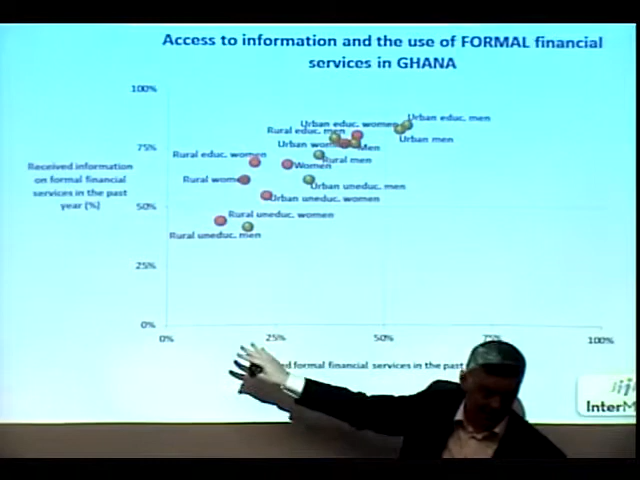 Access to information and the use of FORMAL financial
services in GHANA
100%
75%
50%
25%
0%
Received information
on formal financial
services in the past
year (%)
Urban educ. women
Urban educ. men
Rural educ. men
Urban men
Urban wom
Men
Rural educ. women
Rural men
Women
Rural wom
Urban uneduc. men
Urban uneduc. women
Rural uneduc. women
Rural uneduc. men
0%
25%
50%
75%
100%
ed formal financial services in the past
InterM